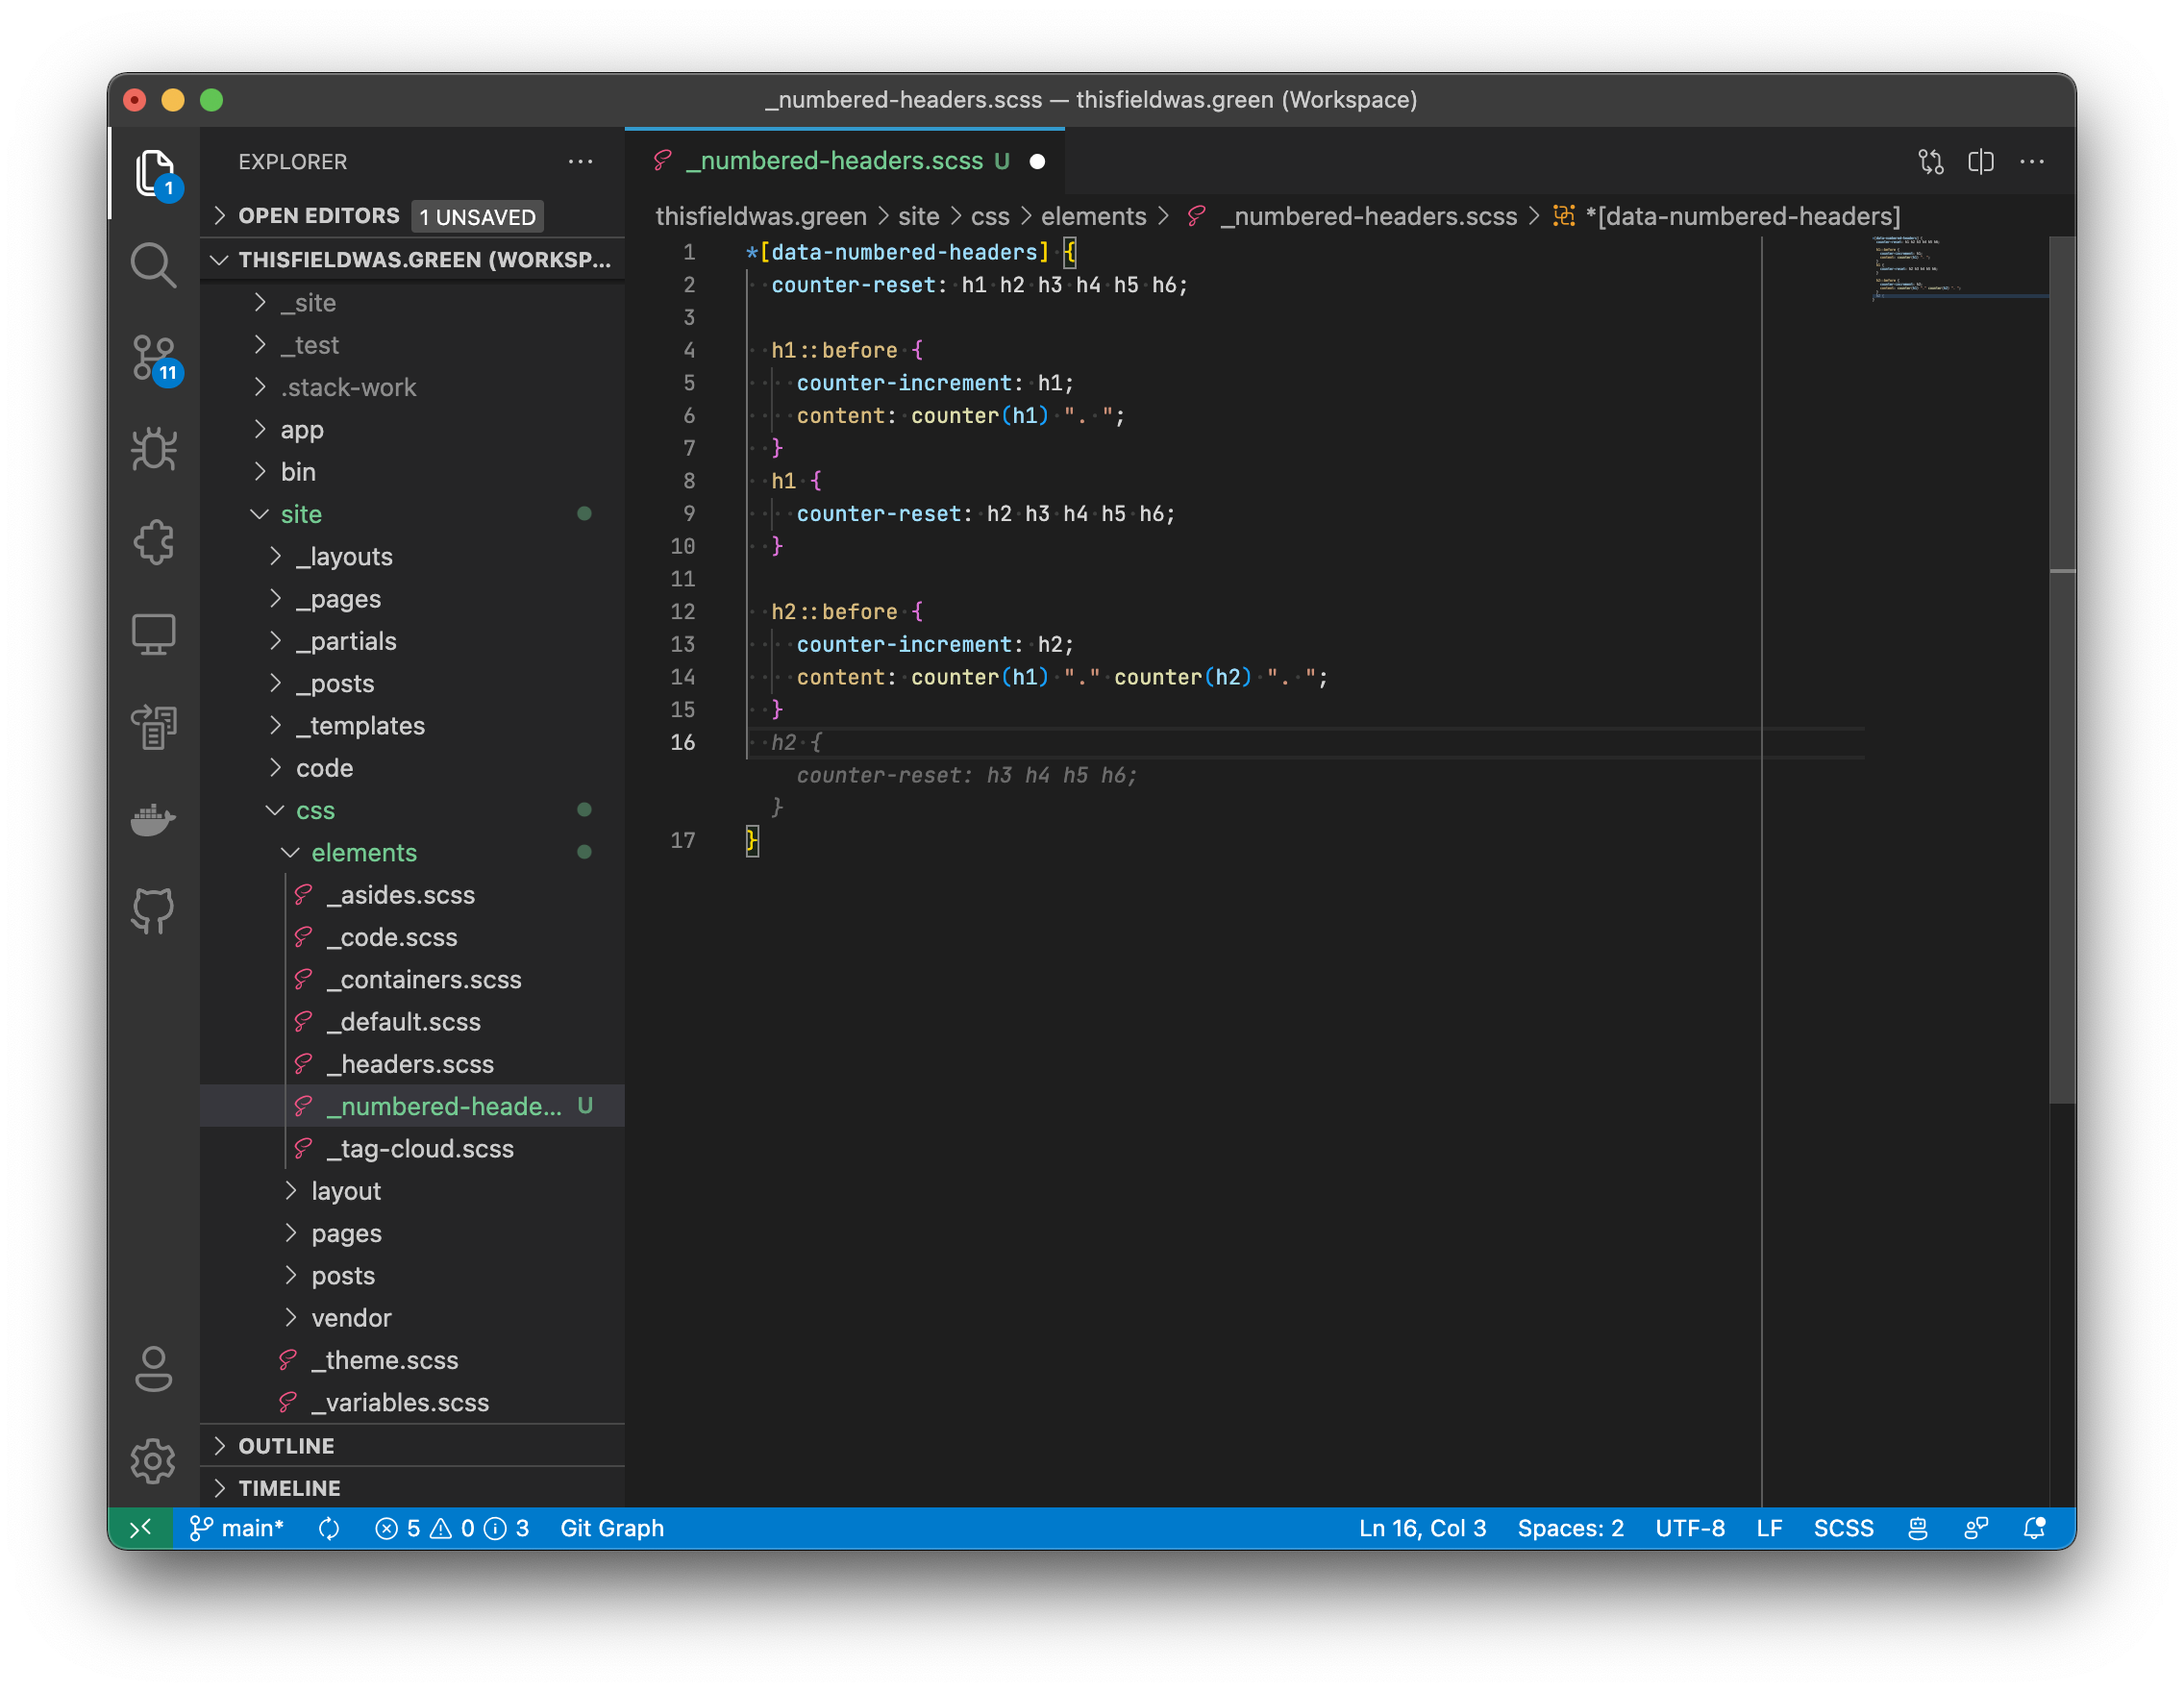 _numbered-headers.scss — thisfieldwas.green (Workspace)
1
11
EXPLORER
OPEN EDITORS 1 UNSAVED
THISFIELDWAS.GREEN (WORKSP...
_site
_test
.stack-work
app
bin
site
_layouts
_pages
_partials
_posts
_templates
code
css
elements
_asides.scss
_code.scss
_containers.scss
_default.scss
_headers.scss
_numbered-heade... U
_tag-cloud.scss
layout
pages
posts
vendor
_theme.scss
_variables.scss
OUTLINE
TIMELINE
_numbered-headers.scss U
thisfieldwas.green > site > css > elements > _numbered-headers.scss > *[data-numbered-headers]
1 *[data-numbered-headers] {
2 counter-reset: h1 h2 h3 h4 h5 h6;
3
4 h1::before {
5 counter-increment: h1;
6 content: counter(h1) ". ";
7 }
8 h1 {
9 counter-reset: h2 h3 h4 h5 h6;
10 }
11
12 h2::before {
13 counter-increment: h2;
14 content: counter(h1) "." counter(h2) ". ";
15 }
16 h2 {
counter-reset: h3 h4 h5 h6;
}
17 }
main* 5 0 3 Git Graph Ln 16, Col 3 Spaces: 2 UTF-8 LF SCSS